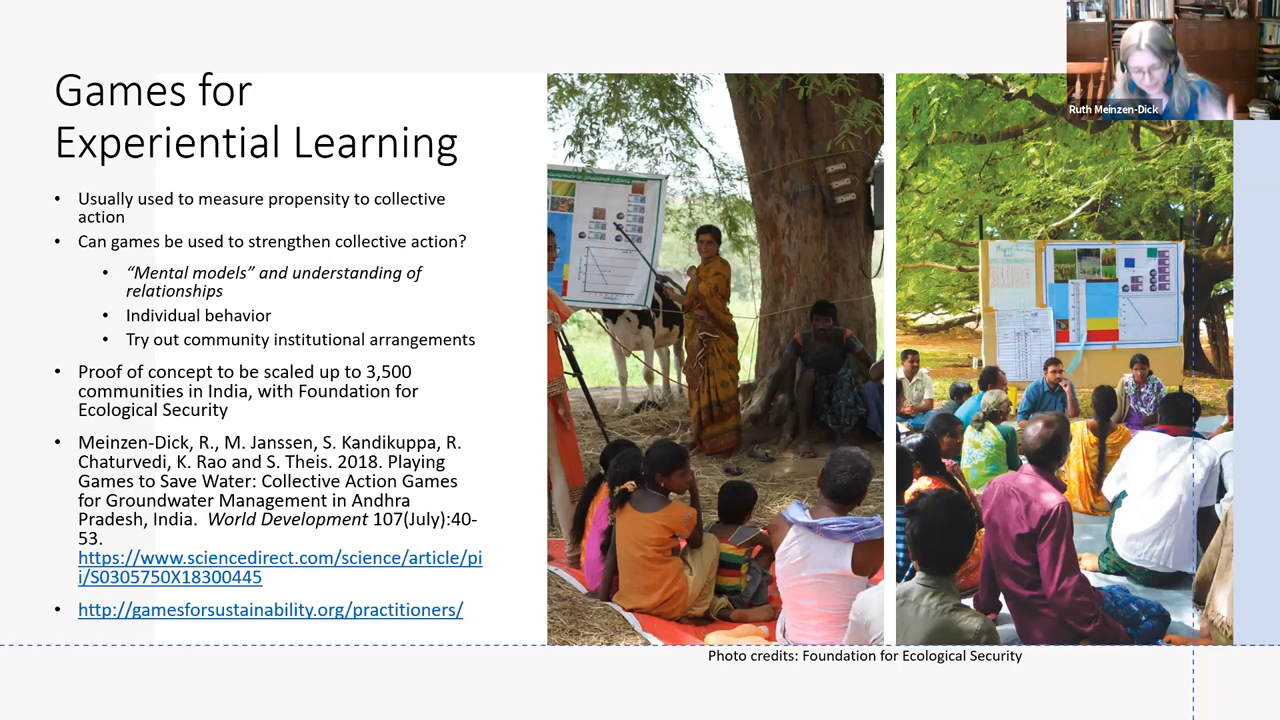 Games for
Experiential Learning
• Usually used to measure propensity to collective
action
• Can games be used to strengthen collective action?
• “Mental models” and understanding of
relationships
• Individual behavior
• Try out community institutional arrangements
• Proof of concept to be scaled up to 3,500
communities in India, with Foundation for
Ecological Security
• Meinzen-Dick, R., M. Janssen, S. Kandikuppa, R.
Chaturvedi, K. Rao and S. Theis. 2018. Playing
Games to Save Water: Collective Action Games
for Groundwater Management in Andhra
Pradesh, India. World Development 107(July):40-
53.
https://www.sciencedirect.com/science/article/pi
i/S0305750X18300445
• http://gamesforsustainability.org/practitioners/
Ruth Meinzen-Dick
Photo credits: Foundation for Ecological Security